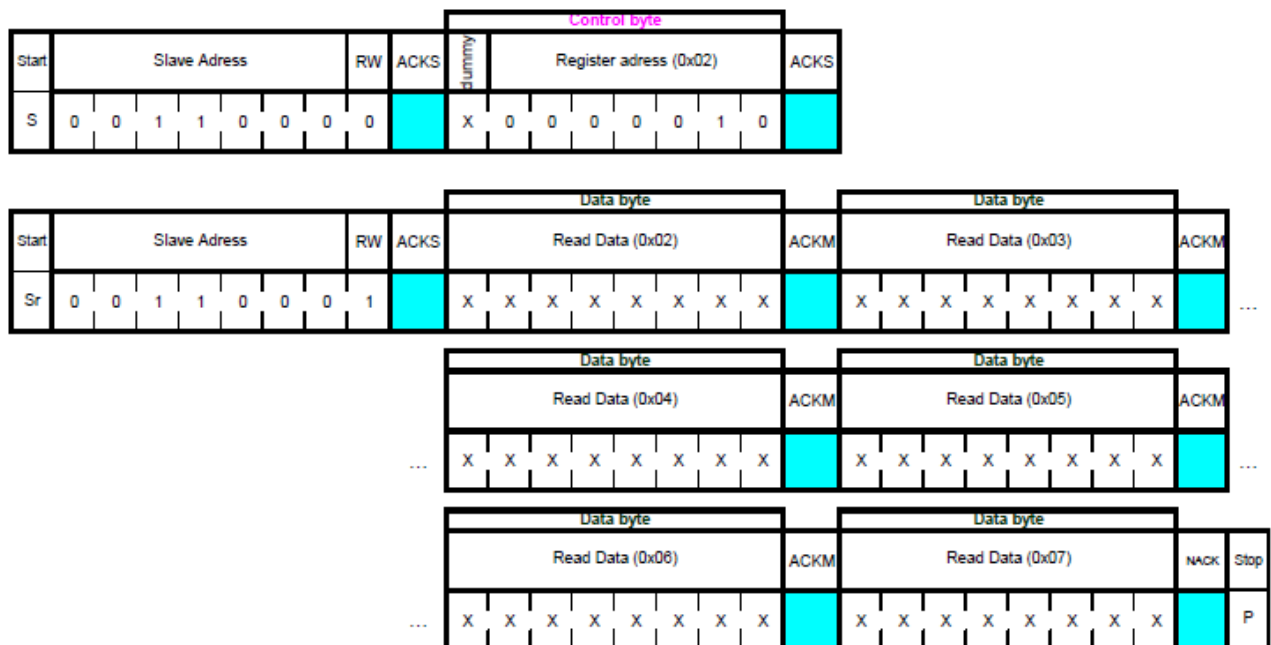 Control byte
Start Slave Adress RW ACKS dummy Register adress (0x02) ACKS
S 0 0 1 1 0 0 0 0 X 0 0 0 0 0 1 0
Data byte Data byte
Start Slave Adress RW ACKS Read Data (0x02) ACKM Read Data (0x03) ACKM
Sr 0 0 1 1 0 0 0 1 X X X X X X X X X X X X X X X X ...
Data byte Data byte
Read Data (0x04) ACKM Read Data (0x05) ACKM
... X X X X X X X X X X X X X X X X ...
Data byte Data byte
Read Data (0x06) ACKM Read Data (0x07) NACK Stop
... X X X X X X X X X X X X X X X X P